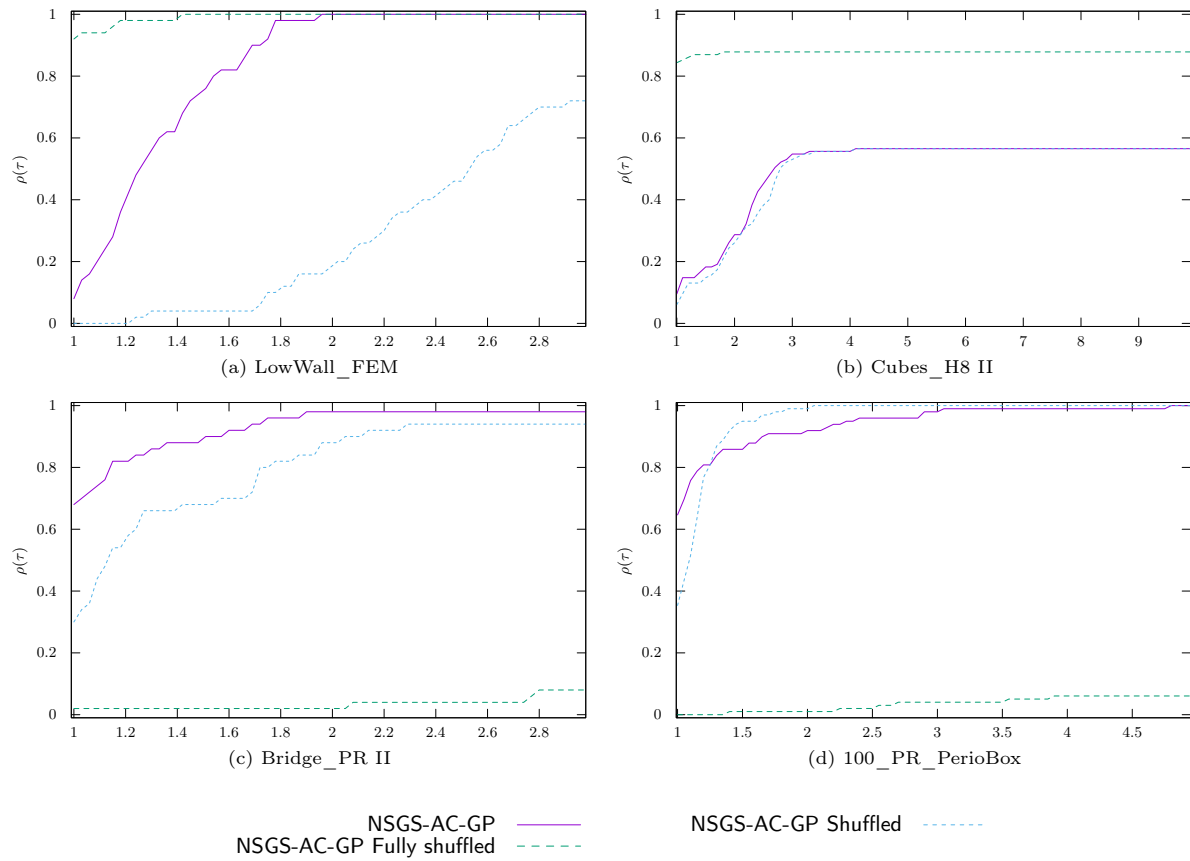 1
0.8
0.6
0.4
0.2
0
ρ(τ)
1 1.2 1.4 1.6 1.8 2 2.2 2.4 2.6 2.8
(a) LowWall_FEM
1
0.8
0.6
0.4
0.2
0
ρ(τ)
1 2 3 4 5 6 7 8 9
(b) Cubes_H8 II
1
0.8
0.6
0.4
0.2
0
ρ(τ)
1 1.2 1.4 1.6 1.8 2 2.2 2.4 2.6 2.8
(c) Bridge_PR II
1
0.8
0.6
0.4
0.2
0
ρ(τ)
1 1.5 2 2.5 3 3.5 4 4.5
(d) 100_PR_PerioBox
NSGS-AC-GP
NSGS-AC-GP Fully shuffled
NSGS-AC-GP Shuffled